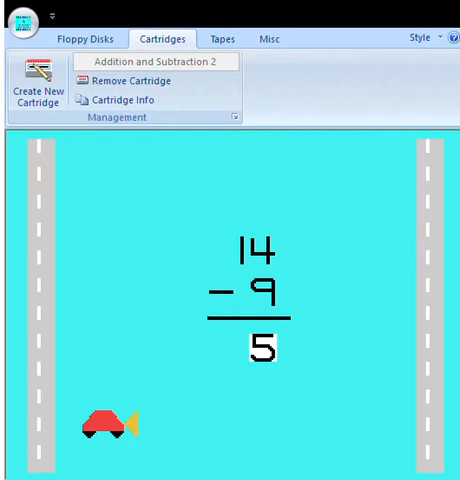 Floppy Disks Cartridges Tapes Misc Style
Addition and Subtraction 2
Remove Cartridge
Create New
Cartridge
Cartridge Info
Management
14
- 9
5